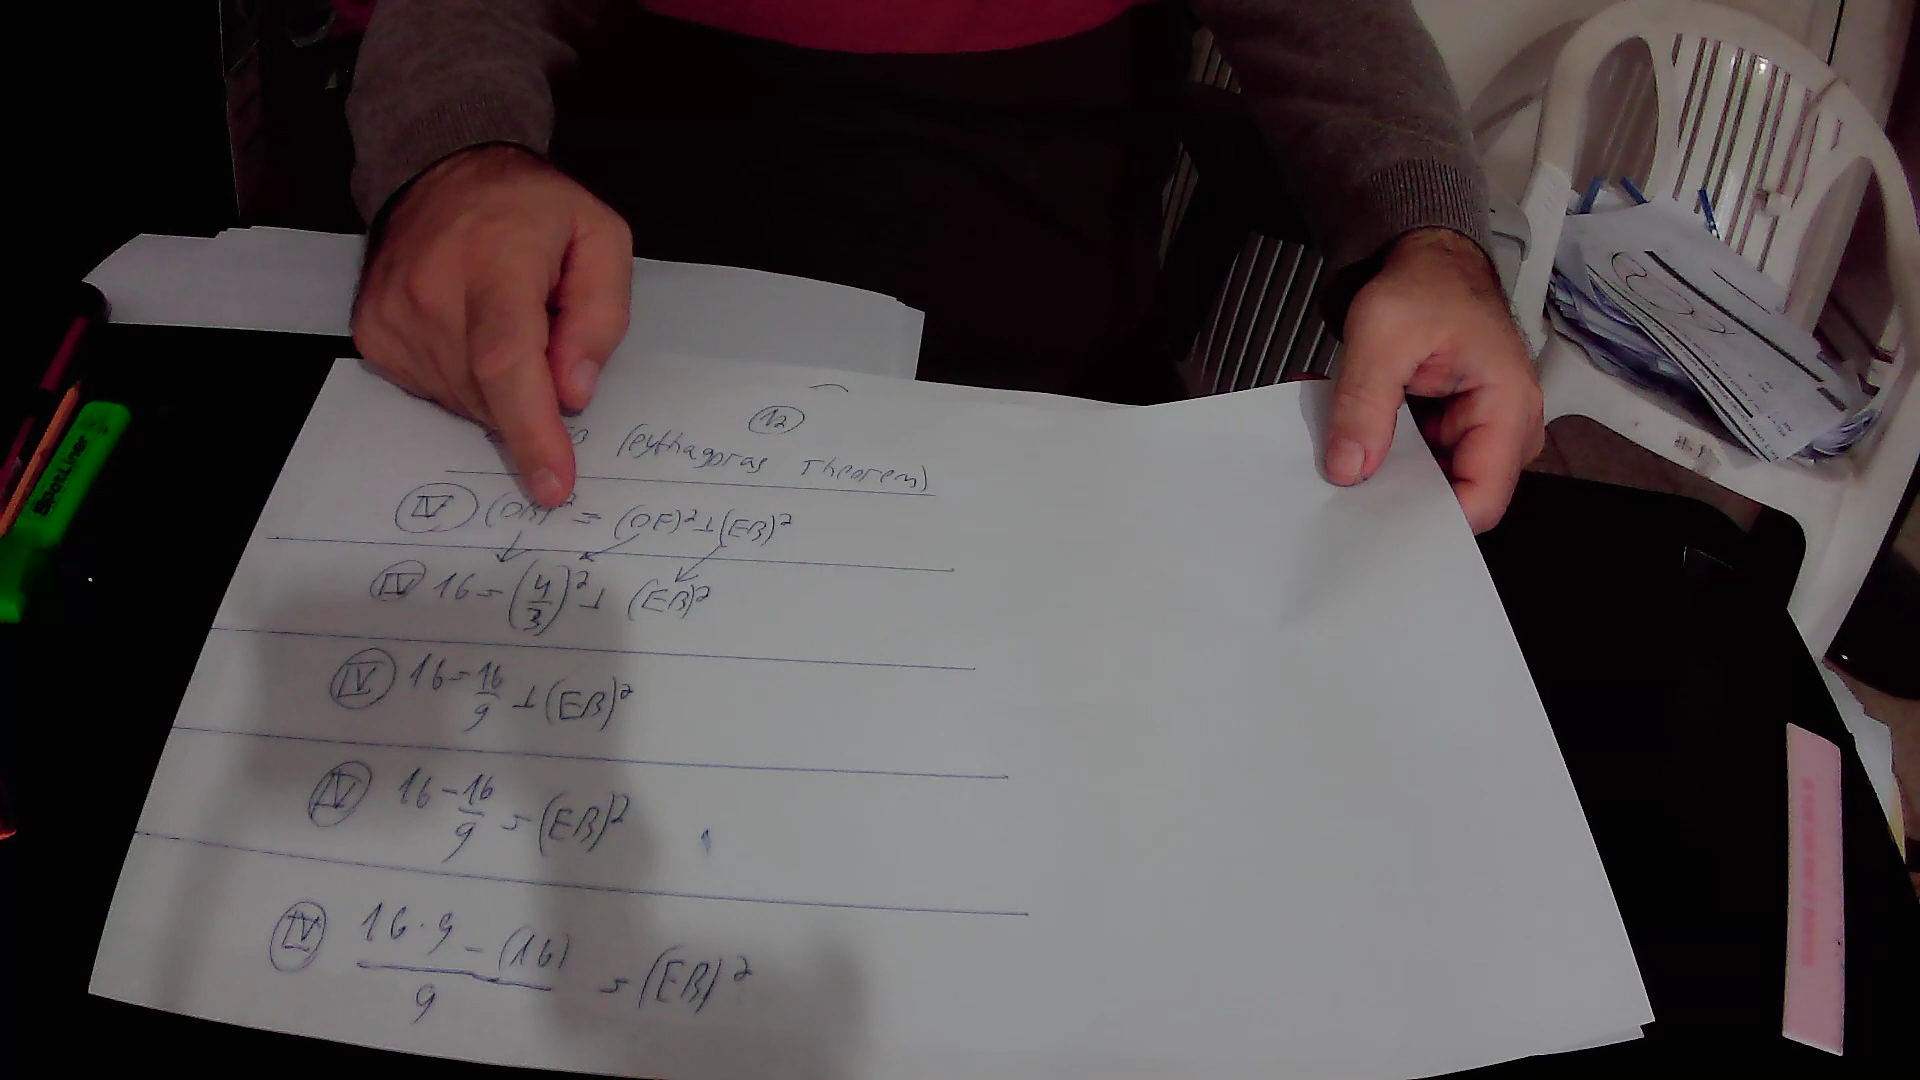 12
(pythagoras Theorem)
IV (OB)² = (OE)² + (EB)²
IV 16 = (4/3)² + (EB)²
IV 16 = 16/9 + (EB)²
IV 16 - 16/9 = (EB)²
IV 16·9 - (16) / 9 = (EB)²
SpotLiner